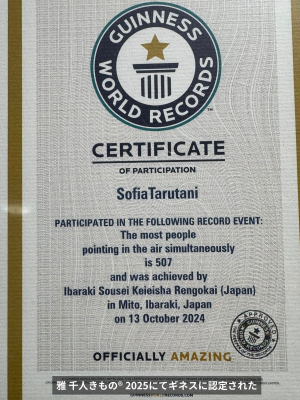 GUINNESS
WORLD RECORDS
CERTIFICATE
OF PARTICIPATION
SofiaTarutani
PARTICIPATED IN THE FOLLOWING RECORD EVENT:
The most people
pointing in the air simultaneously
is 507
and was achieved by
Ibaraki Sousei Keieisha Rengokai (Japan)
in Mito, Ibaraki, Japan
on 13 October 2024
APPROVED
OFFICIALLY AMAZING
雅 千人きもの® 2025にてギネスに認定された